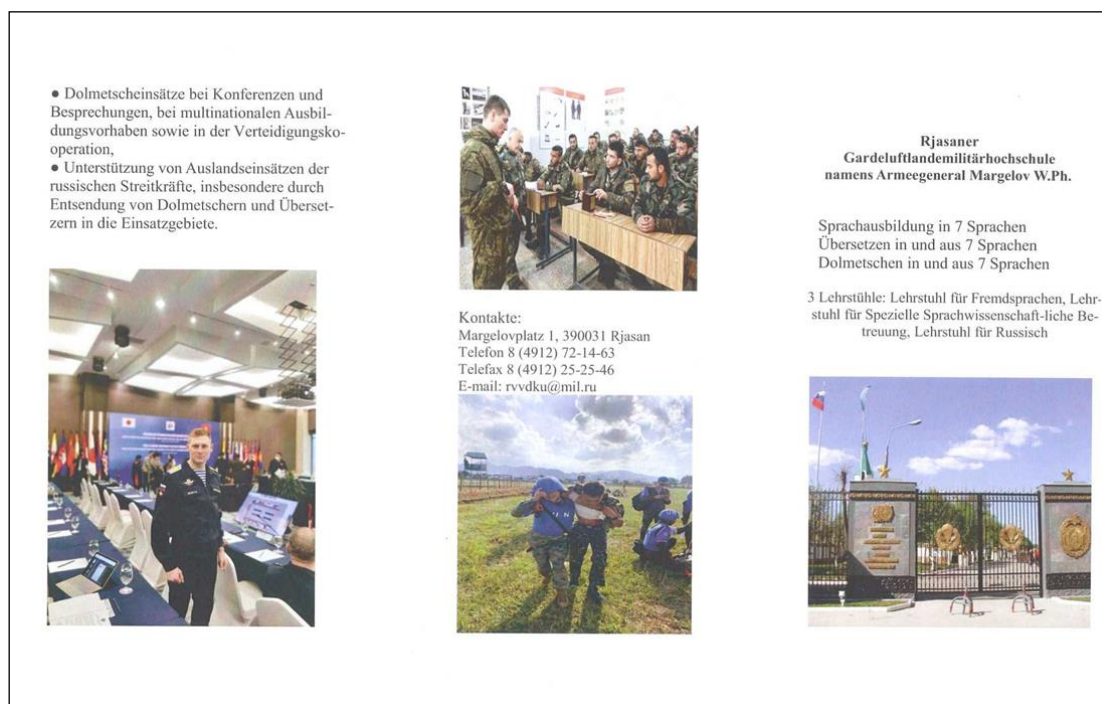 ● Dolmetscheinsätze bei Konferenzen und
Besprechungen, bei multinationalen Ausbil-
dungsvorhaben sowie in der Verteidigungsko-
operation,
● Unterstützung von Auslandseinsätzen der
russischen Streitkräfte, insbesondere durch
Entsendung von Dolmetschern und Überset-
zern in die Einsatzgebiete.
Kontakte:
Margelovplatz 1, 390031 Rjasan
Telefon 8 (4912) 72-14-63
Telefax 8 (4912) 25-25-46
E-mail: rvvdku@mil.ru
Rjasaner
Gardeluftlandemilitärhochschule
namens Armeegeneral Margelov W.Ph.
Sprachausbildung in 7 Sprachen
Übersetzen in und aus 7 Sprachen
Dolmetschen in und aus 7 Sprachen
3 Lehrstühle: Lehrstuhl für Fremdsprachen, Lehr-
stuhl für Spezielle Sprachwissenschaft-liche Be-
treuung, Lehrstuhl für Russisch